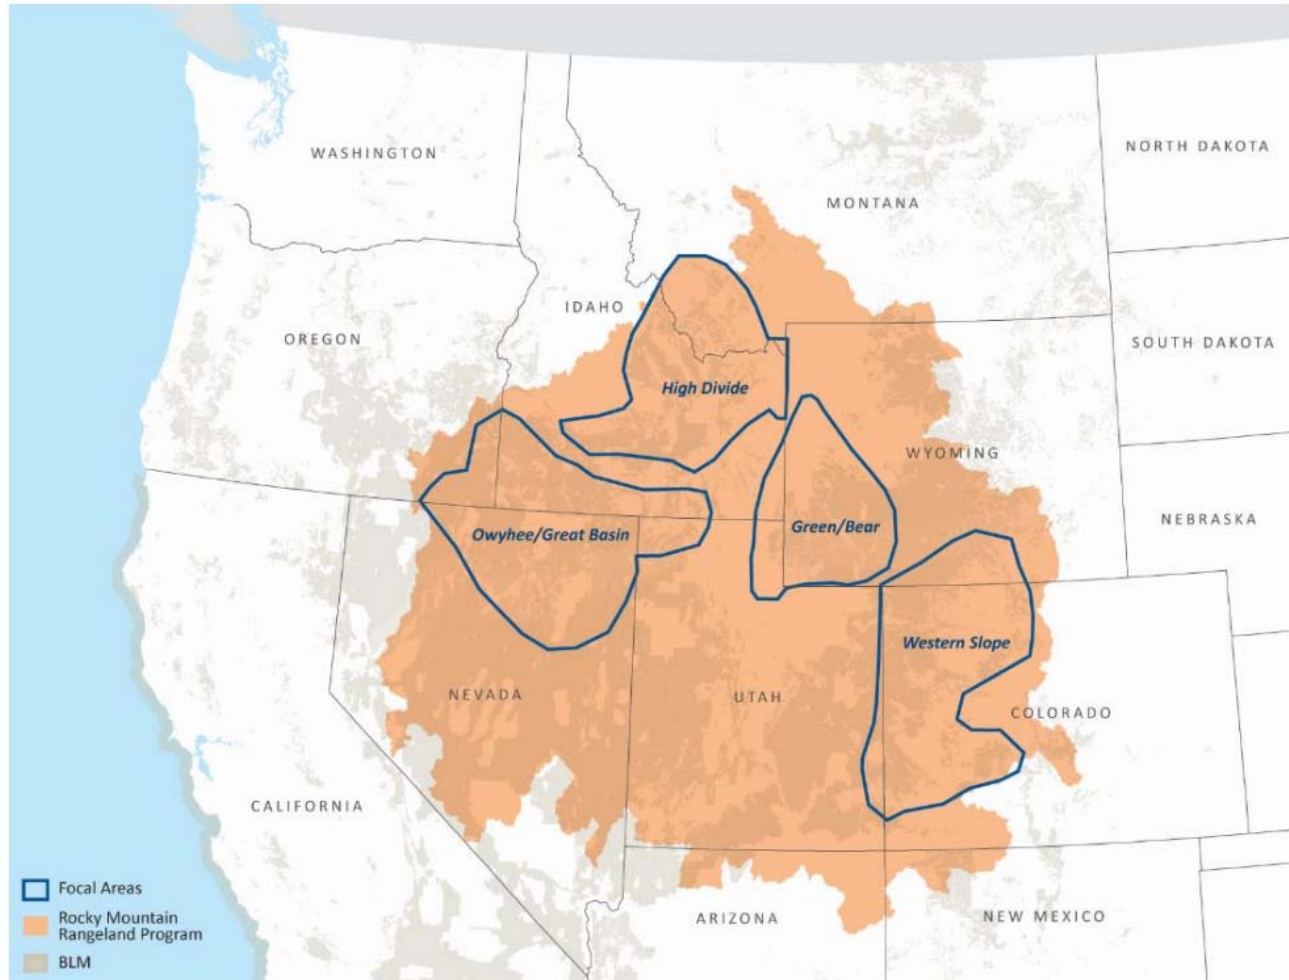 WASHINGTON
NORTH DAKOTA
MONTANA
IDAHO
OREGON
SOUTH DAKOTA
High Divide
WYOMING
NEBRASKA
Green/Bear
Owyhee/Great Basin
Western Slope
NEVADA
UTAH
COLORADO
CALIFORNIA
ARIZONA
NEW MEXICO
Focal Areas
Rocky Mountain
Rangeland Program
BLM